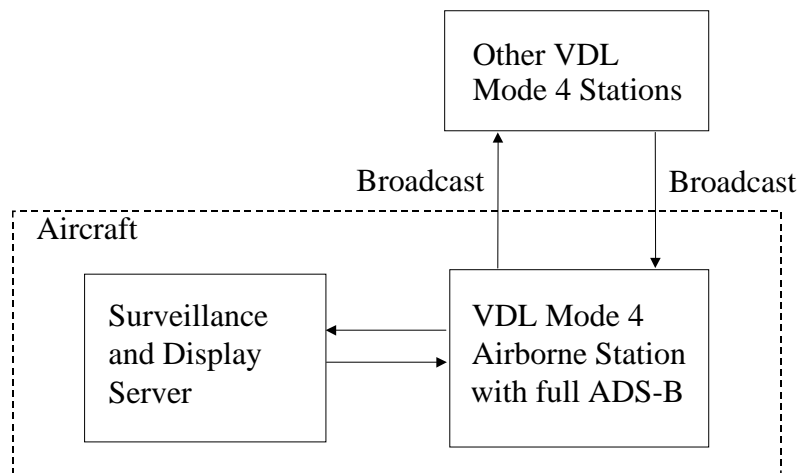 Other VDL
Mode 4 Stations
Broadcast
Broadcast
Aircraft
Surveillance
and Display
Server
VDL Mode 4
Airborne Station
with full ADS-B